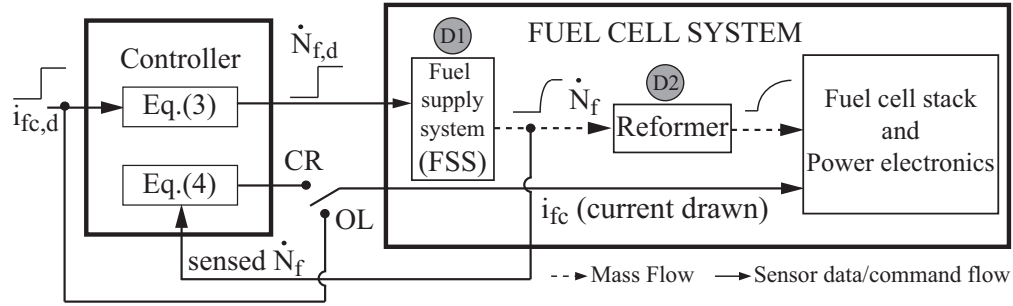 FUEL CELL SYSTEM
D1
Controller
Ṅf,d
Fuel
supply
system
(FSS)
D2
Ṅf
Reformer
Fuel cell stack
and
Power electronics
ifc,d
Eq.(3)
Eq.(4)
CR
OL
ifc (current drawn)
sensed Ṅf
Mass Flow
Sensor data/command flow